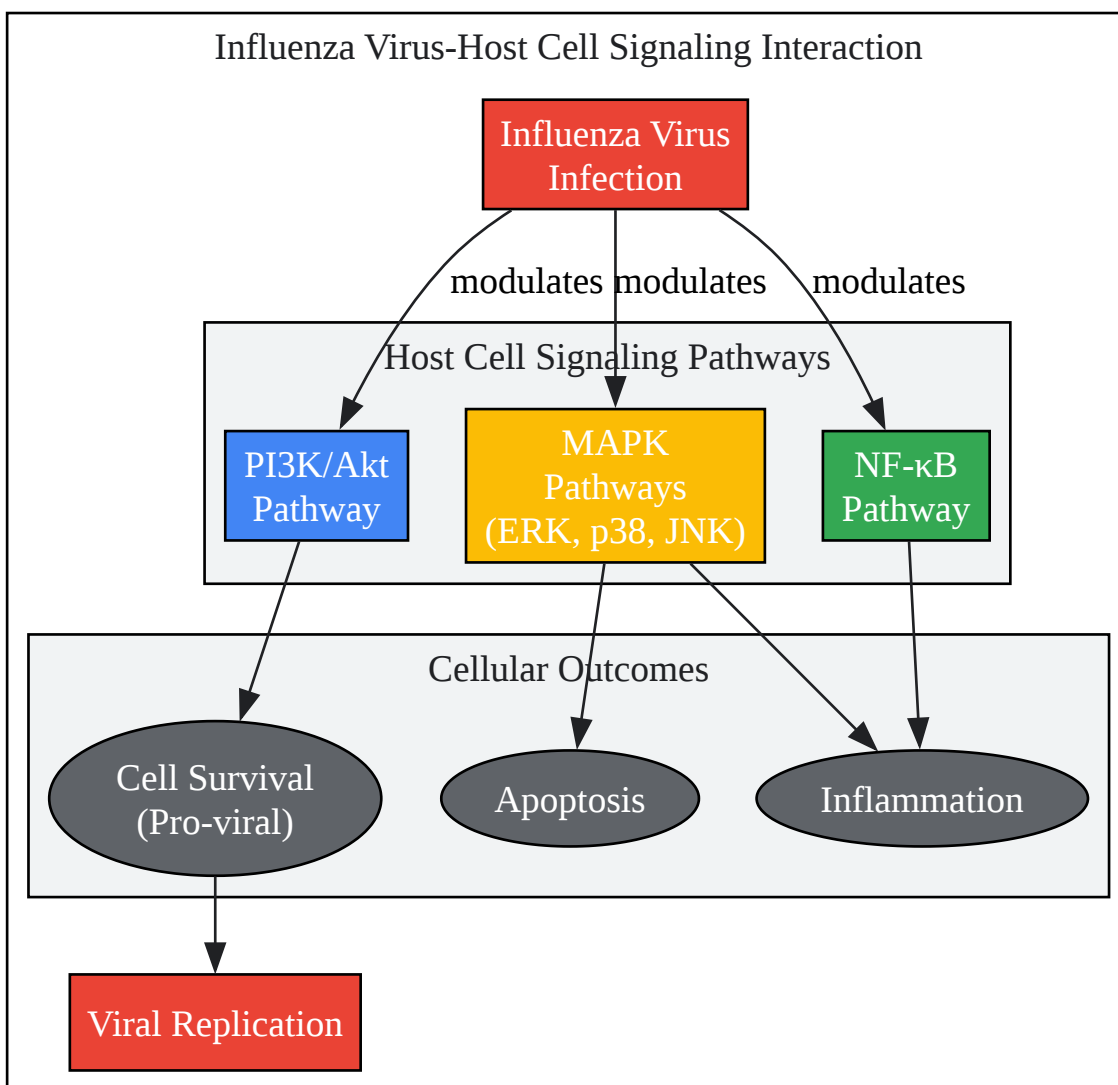 Influenza Virus-Host Cell Signaling Interaction
Influenza Virus
Infection
modulates modulates modulates
Host Cell Signaling Pathways
PI3K/Akt
Pathway
MAPK
Pathways
(ERK, p38, JNK)
NF-κB
Pathway
Cellular Outcomes
Cell Survival
(Pro-viral)
Apoptosis
Inflammation
Viral Replication